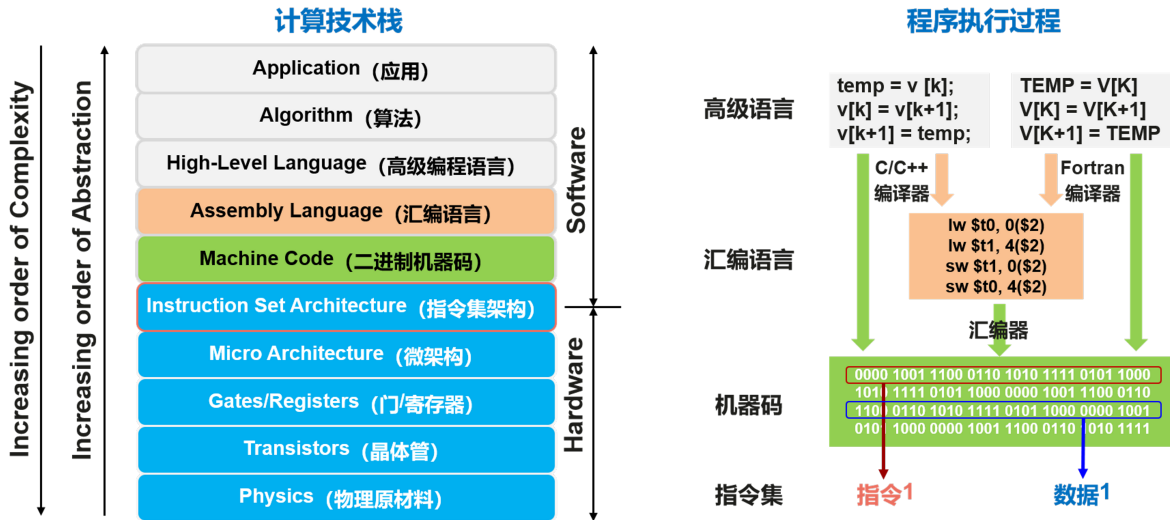 计算技术栈
Increasing order of Complexity
Increasing order of Abstraction
Application（应用）
Algorithm（算法）
High-Level Language（高级编程语言）
Assembly Language（汇编语言）
Machine Code（二进制机器码）
Instruction Set Architecture（指令集架构）
Micro Architecture（微架构）
Gates/Registers（门/寄存器）
Transistors（晶体管）
Physics（物理原材料）
Software
Hardware
程序执行过程
高级语言
temp = v [k];
v[k] = v[k+1];
v[k+1] = temp;
TEMP = V[K]
V[K] = V[K+1]
V[K+1] = TEMP
C/C++
编译器
Fortran
编译器
汇编语言
lw $t0, 0($2)
lw $t1, 4($2)
sw $t1, 0($2)
sw $t0, 4($2)
汇编器
机器码
0000 1001 1100 0110 1010 1111 0101 1000
1010 1111 0101 1000 0000 1001 1100 0110
1100 0110 1010 1111 0101 1000 0000 1001
0101 1000 0000 1001 1100 0110 1010 1111
指令集
指令1
数据1